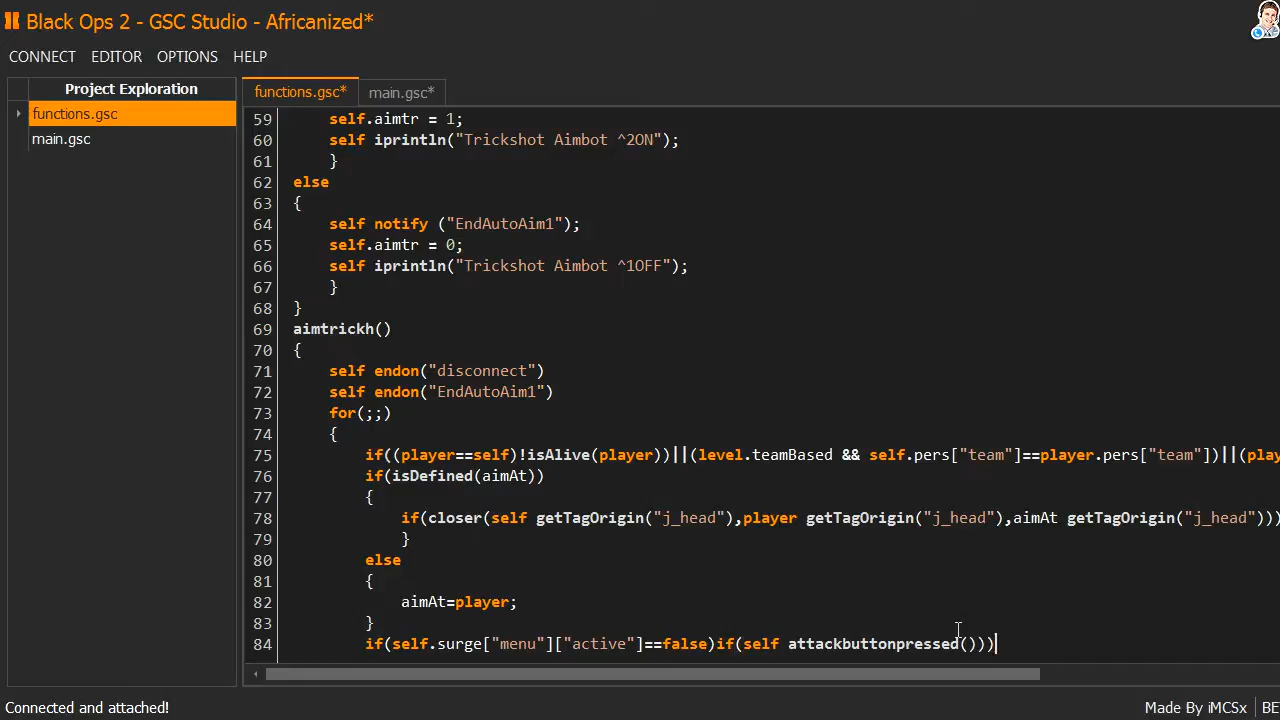 Black Ops 2 - GSC Studio - Africanized*
CONNECT EDITOR OPTIONS HELP
Project Exploration
functions.gsc
main.gsc
functions.gsc* main.gsc*
59 self.aimtr = 1;
60 self iprintln("Trickshot Aimbot ^2ON");
61 }
62 else
63 {
64 self notify ("EndAutoAim1");
65 self.aimtr = 0;
66 self iprintln("Trickshot Aimbot ^1OFF");
67 }
68 }
69 aimtrickh()
70 {
71 self endon("disconnect")
72 self endon("EndAutoAim1")
73 for(;;)
74 {
75 if((player==self)!isAlive(player))||(level.teamBased && self.pers["team"]==player.pers["team"])||(play
76 if(isDefined(aimAt))
77 {
78 if(closer(self getTagOrigin("j_head"),player getTagOrigin("j_head"),aimAt getTagOrigin("j_head")))
79 }
80 else
81 {
82 aimAt=player;
83 }
84 if(self.surge["menu"]["active"]==false)if(self attackbuttonpressed()))
Connected and attached!
Made By iMCSx
BE